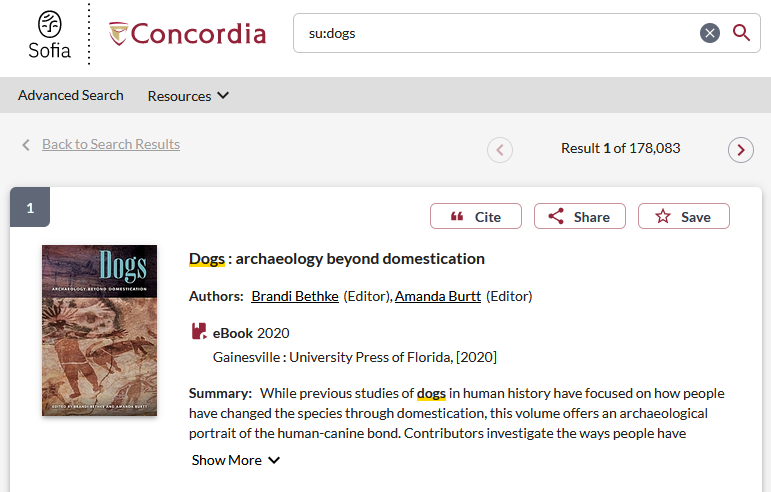 Sofia
Concordia
su:dogs
Advanced Search Resources
Back to Search Results
Result 1 of 178,083
1
Cite Share Save
Dogs
ARCHAEOLOGY BEYOND DOMESTICATION
EDITED BY BRANDI BETHKE AND AMANDA BURTT
Dogs : archaeology beyond domestication
Authors: Brandi Bethke (Editor), Amanda Burtt (Editor)
eBook 2020
Gainesville : University Press of Florida, [2020]
Summary: While previous studies of dogs in human history have focused on how people
have changed the species through domestication, this volume offers an archaeological
portrait of the human-canine bond. Contributors investigate the ways people have
Show More